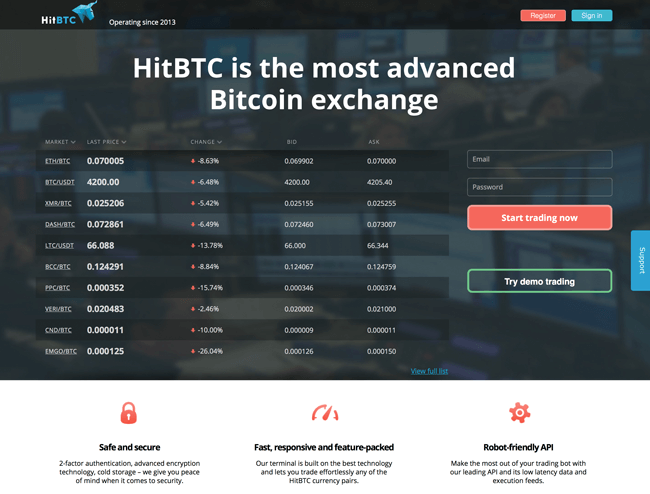 HitBTC
Operating since 2013
Register
Sign in
HitBTC is the most advanced
Bitcoin exchange
MARKET LAST PRICE CHANGE BID ASK
ETH/BTC 0.070005 -8.63% 0.069902 0.070000
BTC/USDT 4200.00 -6.48% 4200.00 4205.40
XMR/BTC 0.025206 -5.42% 0.025155 0.025255
DASH/BTC 0.072861 -6.49% 0.072460 0.073007
LTC/USDT 66.088 -13.78% 66.000 66.344
BCC/BTC 0.124291 -8.84% 0.124067 0.124759
PPC/BTC 0.000352 -15.74% 0.000346 0.000374
VERI/BTC 0.020483 -2.46% 0.020002 0.021000
CND/BTC 0.000011 -10.00% 0.000009 0.000011
EMGO/BTC 0.000125 -26.04% 0.000126 0.000150
View full list
Email
Password
Start trading now
Try demo trading
Support
Safe and secure
2-factor authentication, advanced encryption
technology, cold storage – we give you peace
of mind when it comes to security.
Fast, responsive and feature-packed
Our terminal is built on the best technology
and lets you trade effortlessly any of the
HitBTC currency pairs.
Robot-friendly API
Make the most out of your trading bot with
our leading API and its low latency data and
execution feeds.